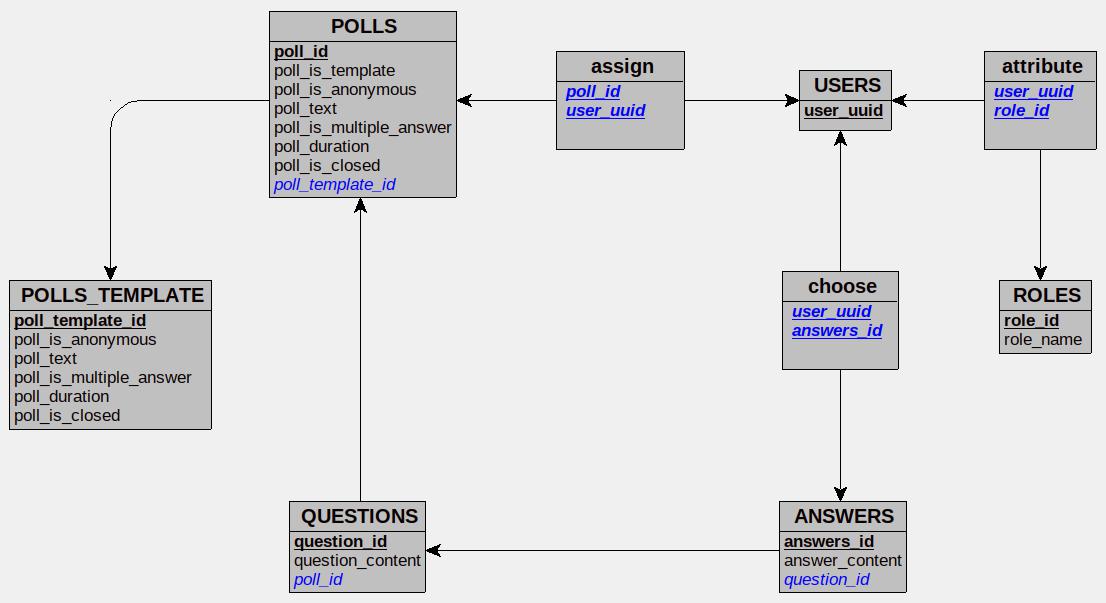 POLLS
poll_id
poll_is_template
poll_is_anonymous
poll_text
poll_is_multiple_answer
poll_duration
poll_is_closed
poll_template_id
assign
poll_id
user_uuid
USERS
user_uuid
attribute
user_uuid
role_id
POLLS_TEMPLATE
poll_template_id
poll_is_anonymous
poll_text
poll_is_multiple_answer
poll_duration
poll_is_closed
choose
user_uuid
answers_id
ROLES
role_id
role_name
QUESTIONS
question_id
question_content
poll_id
ANSWERS
answers_id
answer_content
question_id